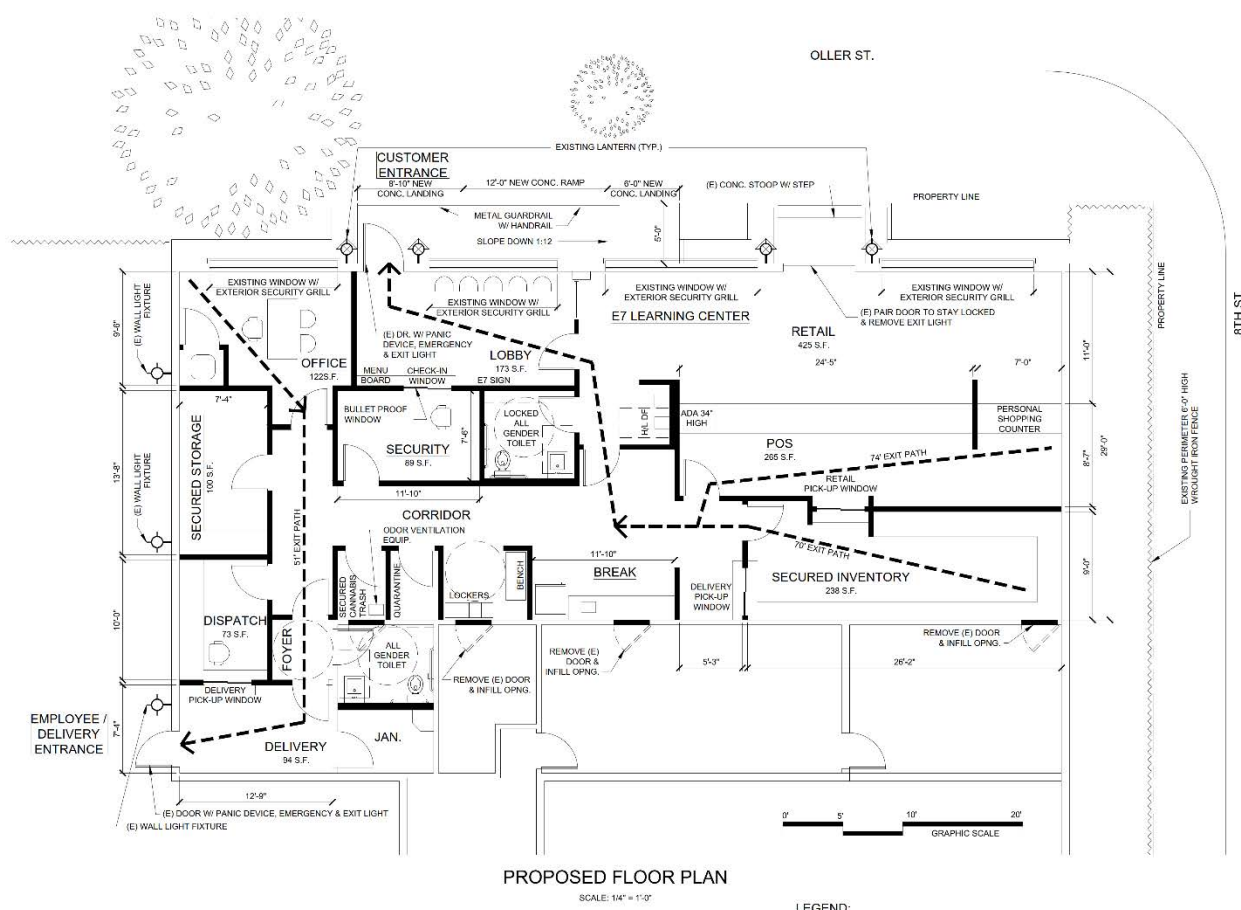 OLLER ST.
EXISTING LANTERN (TYP.)
CUSTOMER
ENTRANCE
8'-10" NEW
CONC. LANDING
12'-0" NEW CONC. RAMP
6'-0" NEW
CONC. LANDING
(E) CONC. STOOP W/ STEP
PROPERTY LINE
METAL GUARDRAIL
W/ HANDRAIL
SLOPE DOWN 1:12
5'-0"
PROPERTY LINE
8TH ST.
EXISTING PERIMETER 6'-0" HIGH
WROUGHT IRON FENCE
(E) WALL LIGHT
FIXTURE
9'-6"
EXISTING WINDOW W/
EXTERIOR SECURITY GRILL
OFFICE
122S.F.
EXISTING WINDOW W/
EXTERIOR SECURITY GRILL
(E) DR. W/ PANIC
DEVICE, EMERGENCY
& EXIT LIGHT
LOBBY
173 S.F.
MENU
BOARD
CHECK-IN
WINDOW
E7 SIGN
EXISTING WINDOW W/
EXTERIOR SECURITY GRILL
E7 LEARNING CENTER
EXISTING WINDOW W/
EXTERIOR SECURITY GRILL
(E) PAIR DOOR TO STAY LOCKED
& REMOVE EXIT LIGHT
RETAIL
425 S.F.
24'-5"
7'-0"
11'-0"
29'-0"
7'-4"
13'-8"
(E) WALL LIGHT
FIXTURE
SECURED STORAGE
100 S.F.
BULLET PROOF
WINDOW
SECURITY
89 S.F.
7'-6"
LOCKED
ALL
GENDER
TOILET
H/L DF
ADA 34"
HIGH
PERSONAL
SHOPPING
COUNTER
POS
265 S.F.
74' EXIT PATH
RETAIL
PICK-UP WINDOW
8'-7"
11'-10"
CORRIDOR
ODOR VENTILATION
EQUIP.
51' EXIT PATH
70' EXIT PATH
10'-0"
DISPATCH
73 S.F.
FOYER
SECURED
CANNABIS
TRASH
QUARANTINE
LOCKERS
BENCH
11'-10"
BREAK
DELIVERY
PICK-UP
WINDOW
SECURED INVENTORY
238 S.F.
9'-0"
ALL
GENDER
TOILET
REMOVE (E) DOOR
& INFILL OPNG.
REMOVE (E)
DOOR &
INFILL OPNG.
5'-3"
26'-2"
REMOVE (E) DOOR
& INFILL OPNG.
DELIVERY
PICK-UP WINDOW
EMPLOYEE /
DELIVERY
ENTRANCE
7'-4"
DELIVERY
94 S.F.
JAN.
12'-9"
(E) DOOR W/ PANIC DEVICE, EMERGENCY & EXIT LIGHT
(E) WALL LIGHT FIXTURE
0'
5'
10'
20'
GRAPHIC SCALE
PROPOSED FLOOR PLAN
SCALE: 1/4" = 1'-0"
LEGEND: